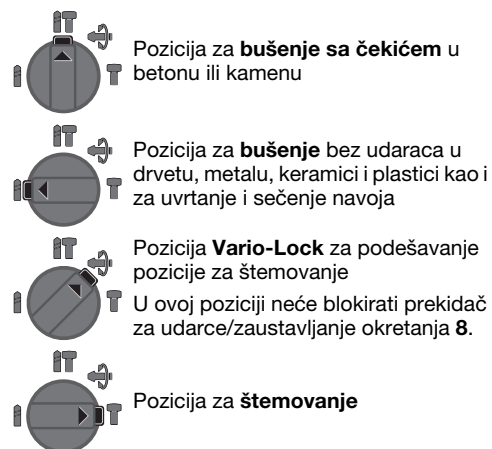 Pozicija za bušenje sa čekićem u
betonu ili kamenu
Pozicija za bušenje bez udaraca u
drvetu, metalu, keramici i plastici kao i
za uvrtanje i sečenje navoja
Pozicija Vario-Lock za podešavanje
pozicije za štemovanje
U ovoj poziciji neće blokirati prekidač
za udarce/zaustavljanje okretanja 8.
Pozicija za štemovanje